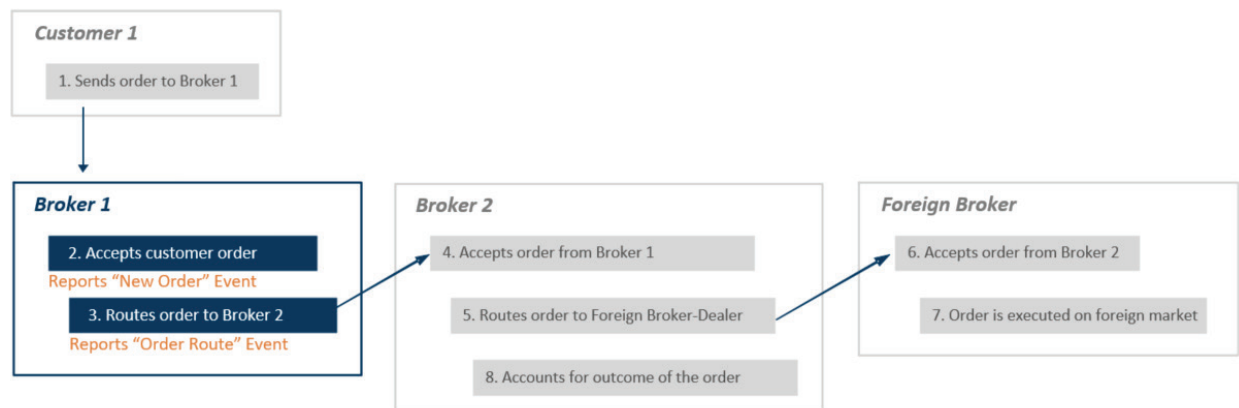 Customer 1
1. Sends order to Broker 1
Broker 1
2. Accepts customer order
Reports “New Order” Event
3. Routes order to Broker 2
Reports “Order Route” Event
Broker 2
4. Accepts order from Broker 1
5. Routes order to Foreign Broker-Dealer
8. Accounts for outcome of the order
Foreign Broker
6. Accepts order from Broker 2
7. Order is executed on foreign market